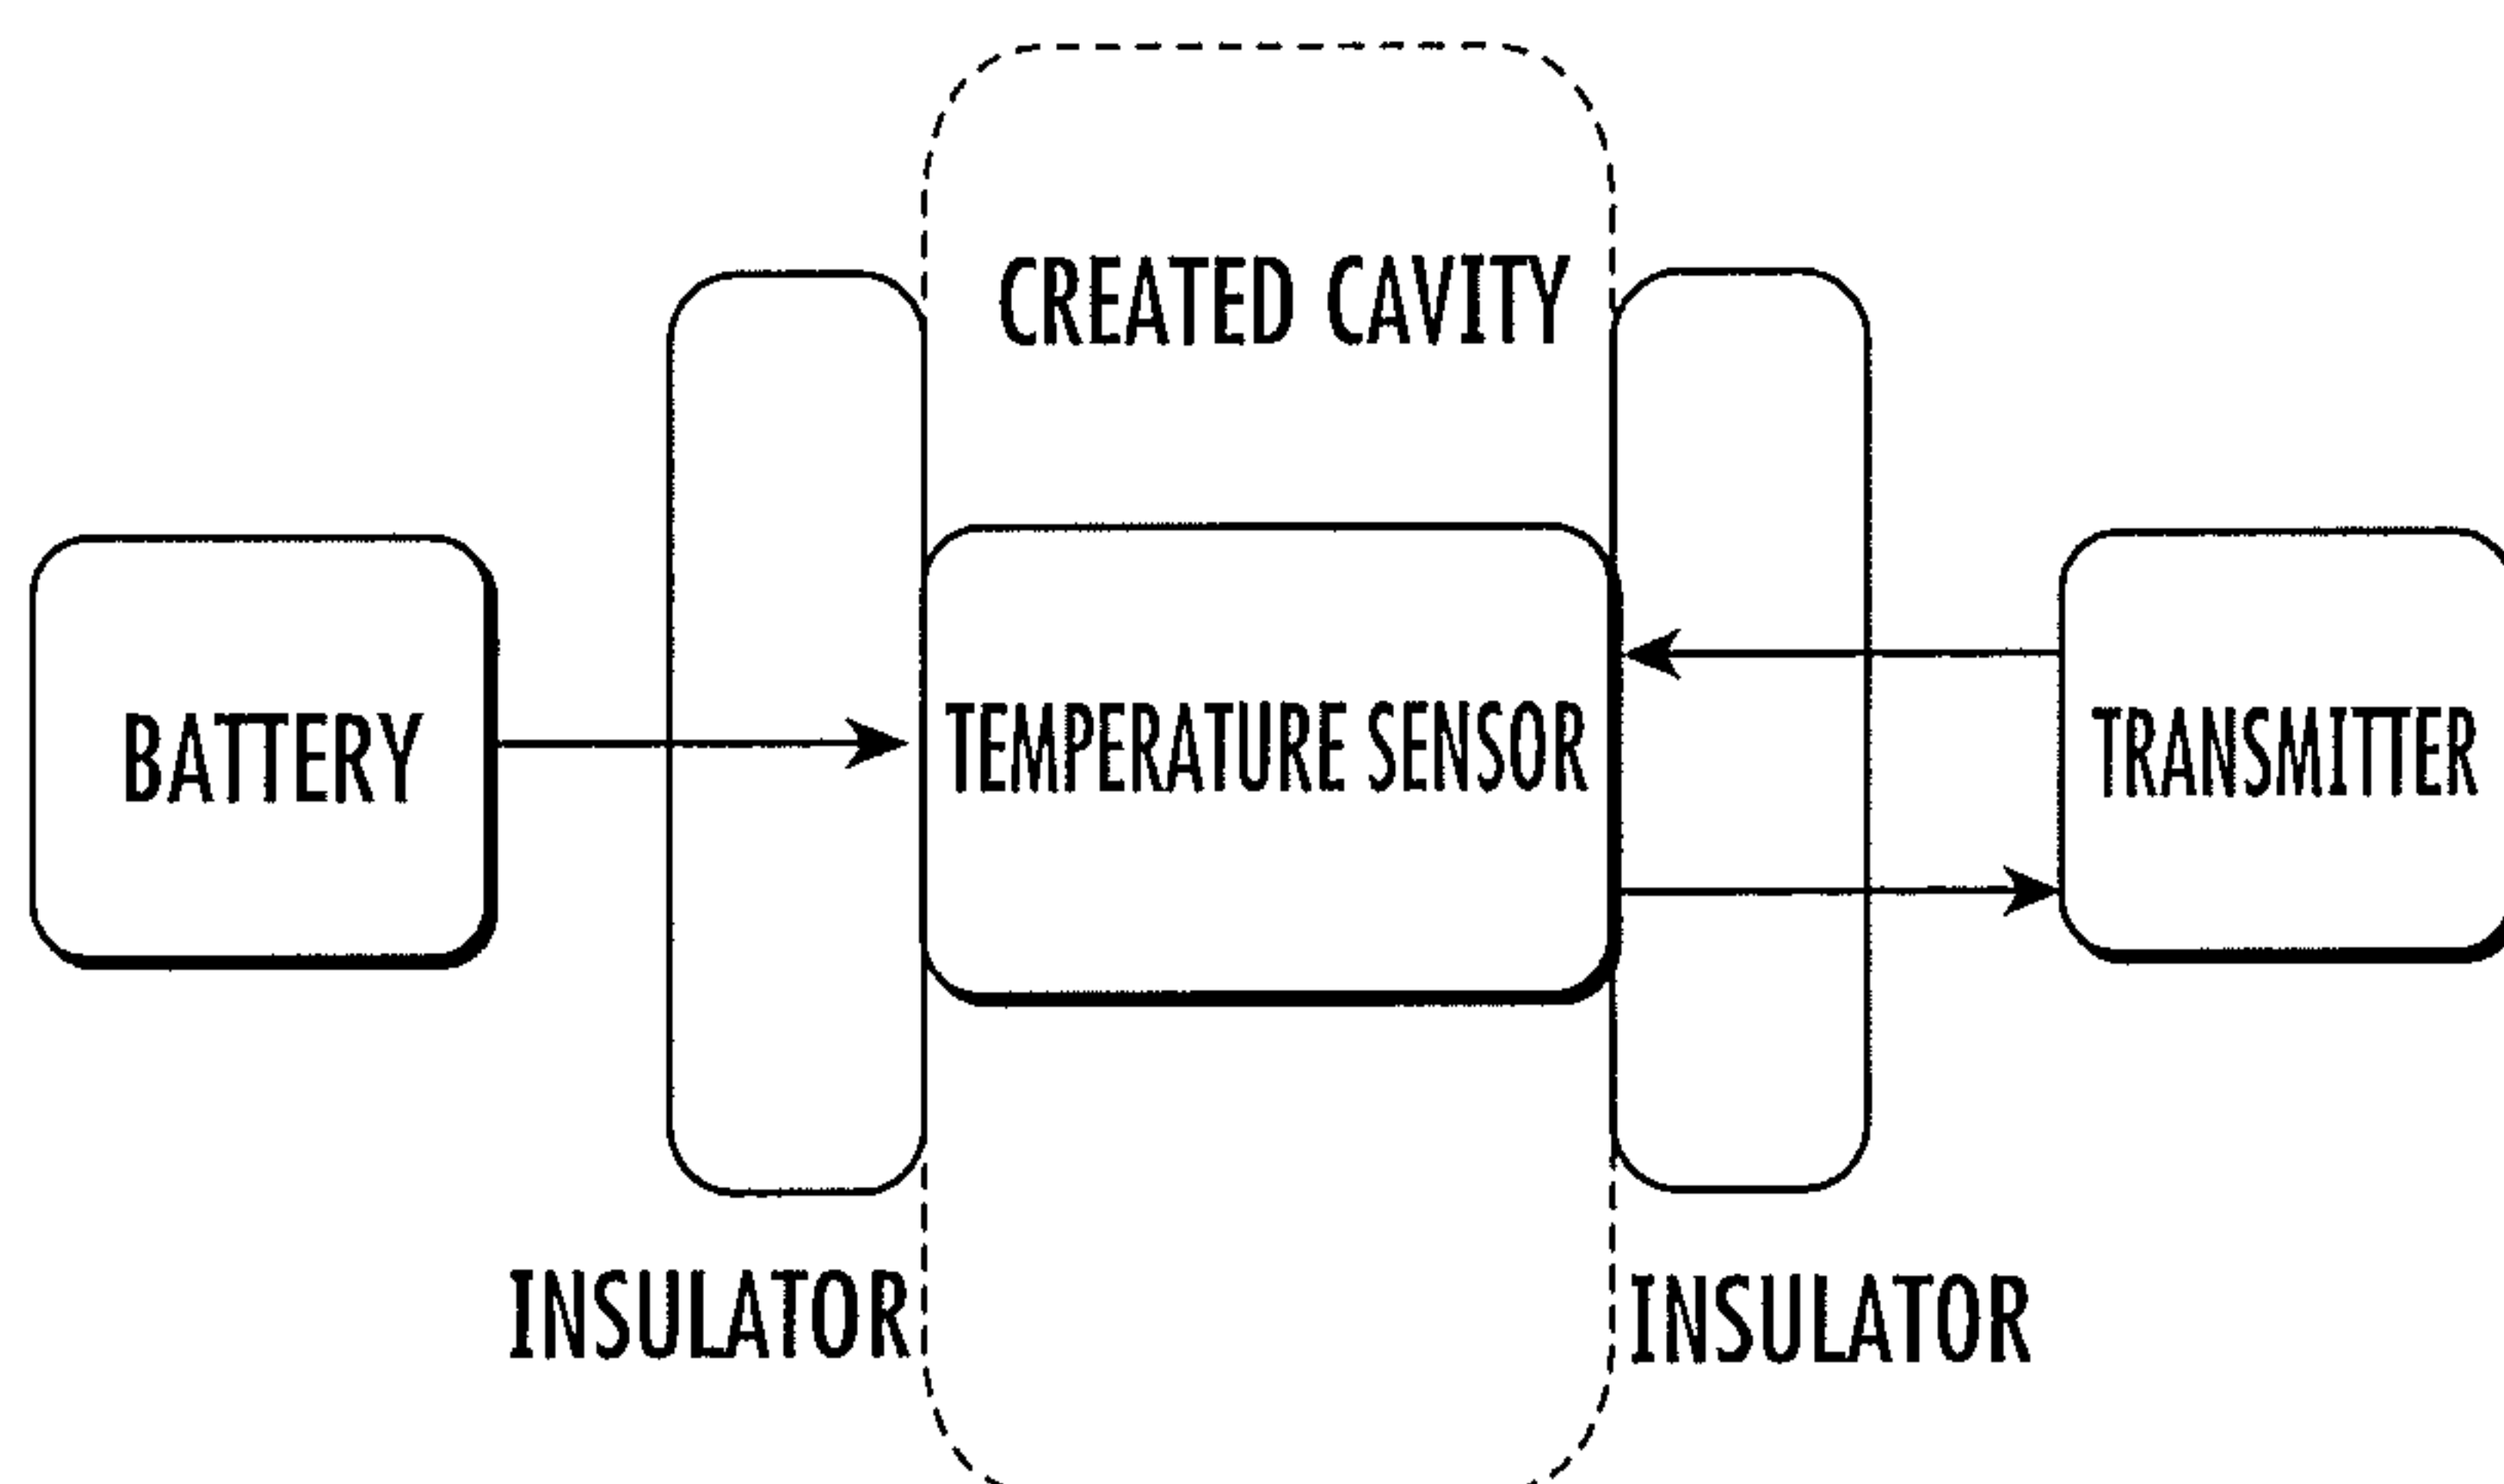 CREATED CAVITY
BATTERY
TEMPERATURE SENSOR
TRANSMITTER
INSULATOR
INSULATOR